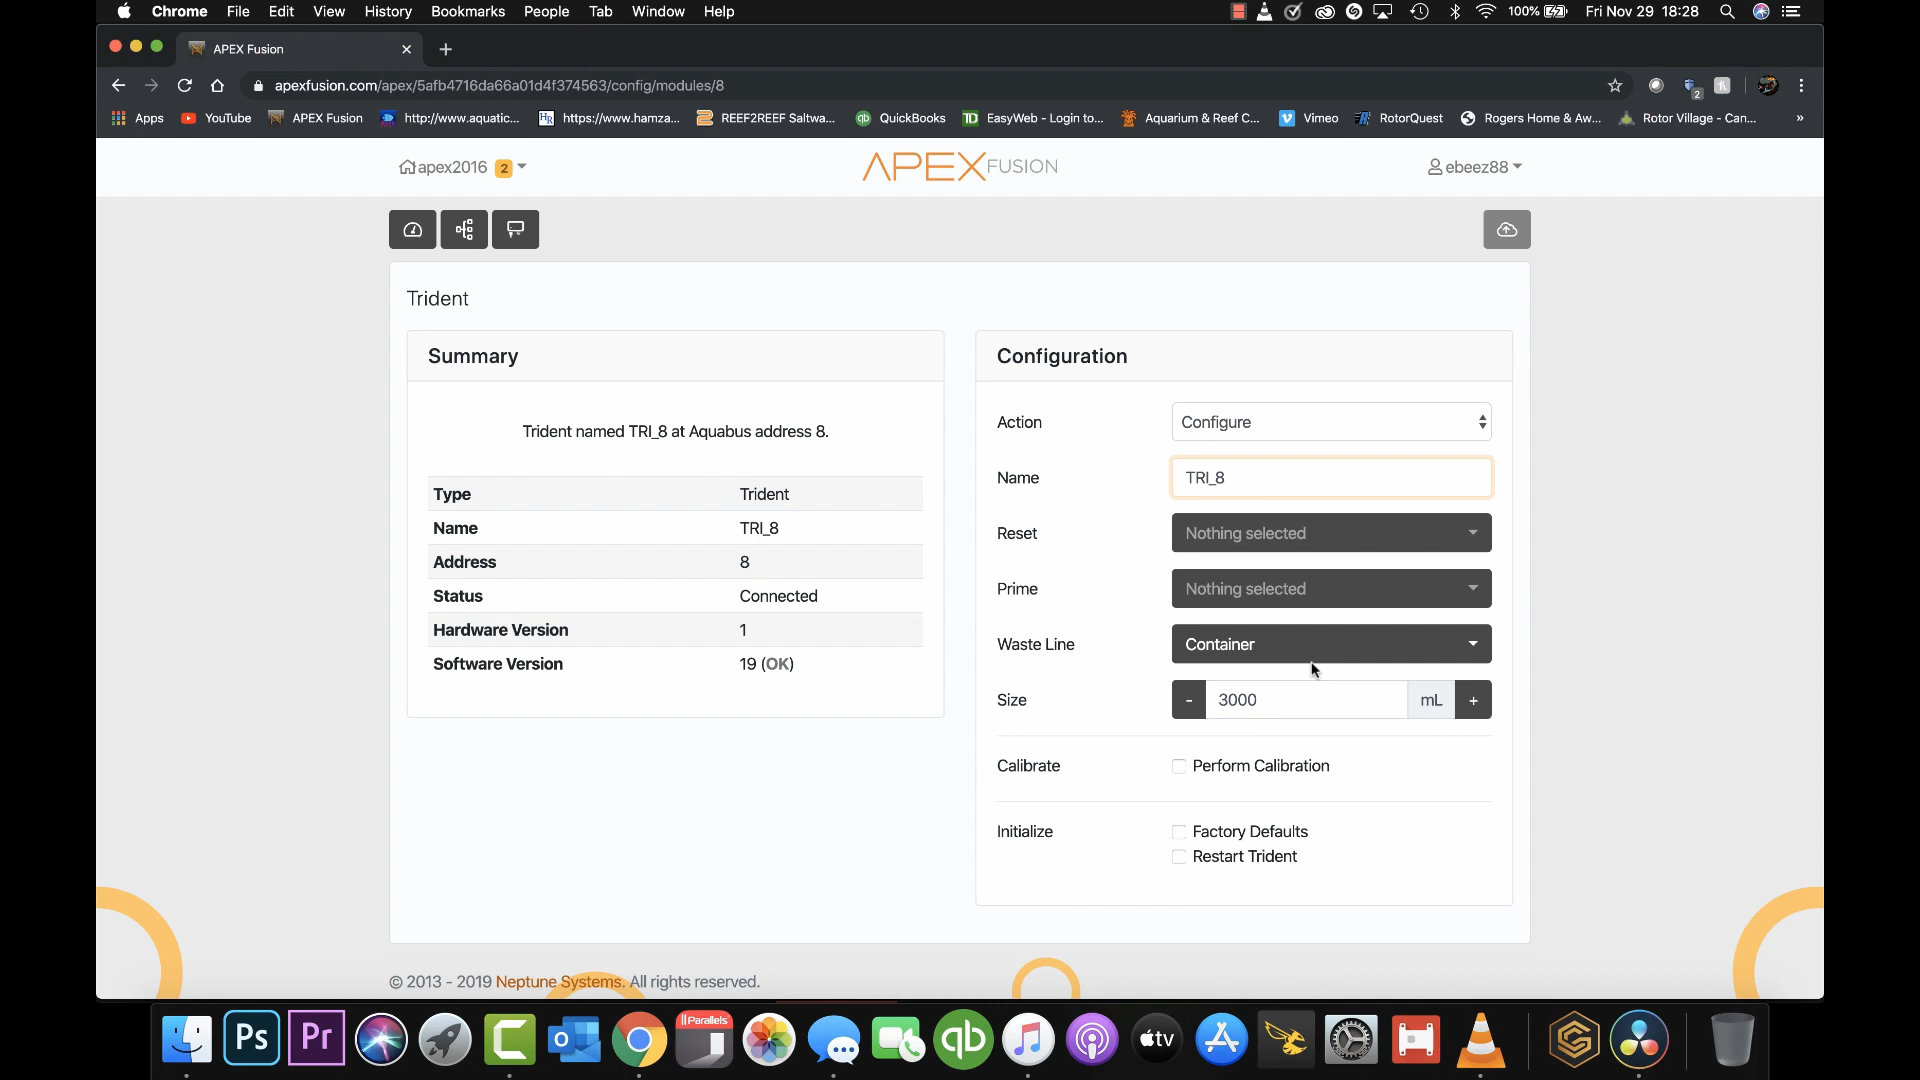 Chrome File Edit View History Bookmarks People Tab Window Help 100% Fri Nov 29 18:28
APEX Fusion
apexfusion.com/apex/5afb4716da66a01d4f374563/config/modules/8
2
Apps YouTube APEX Fusion http://www.aquatic... https://www.hamza... REEF2REEF Saltwa... QuickBooks EasyWeb - Login to... Aquarium & Reef C... Vimeo RotorQuest Rogers Home & Aw... Rotor Village - Can... »
apex2016 2 APEX FUSION ebeez88
Trident
Summary
Trident named TRI_8 at Aquabus address 8.
Type Trident
Name TRI_8
Address 8
Status Connected
Hardware Version 1
Software Version 19 (OK)
Configuration
Action Configure
Name TRI_8
Reset Nothing selected
Prime Nothing selected
Waste Line Container
Size - 3000 mL +
Calibrate Perform Calibration
Initialize Factory Defaults
Restart Trident
© 2013 - 2019 Neptune Systems. All rights reserved.
Ps Pr || Parallels qb tv